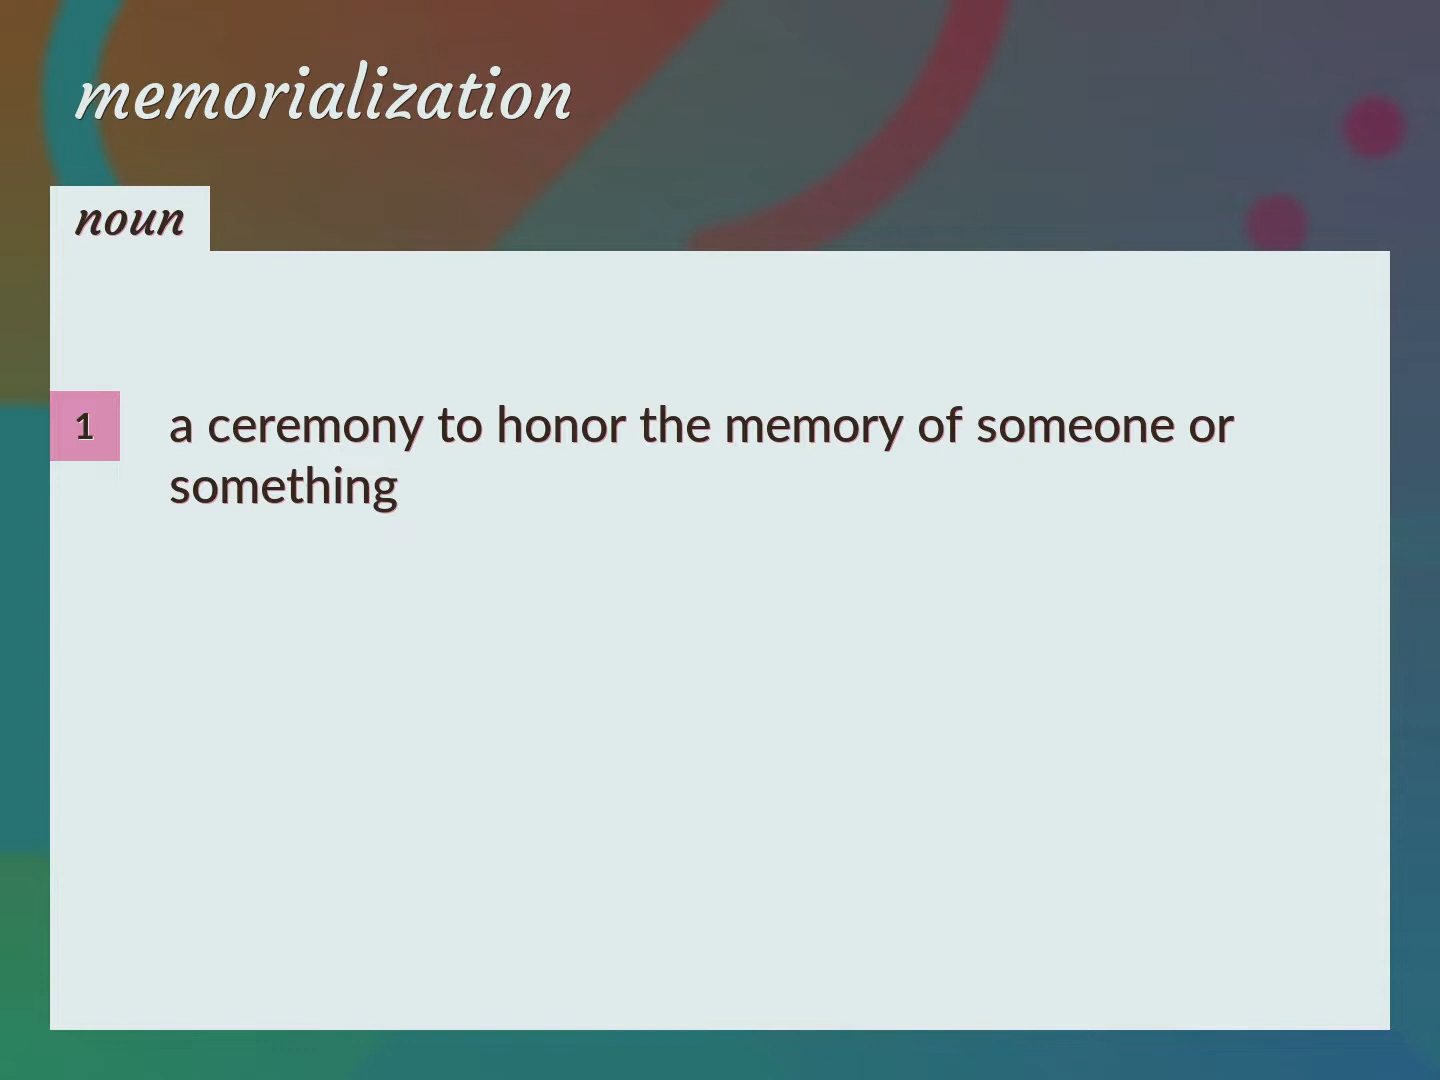 memorialization
noun
1 a ceremony to honor the memory of someone or
something